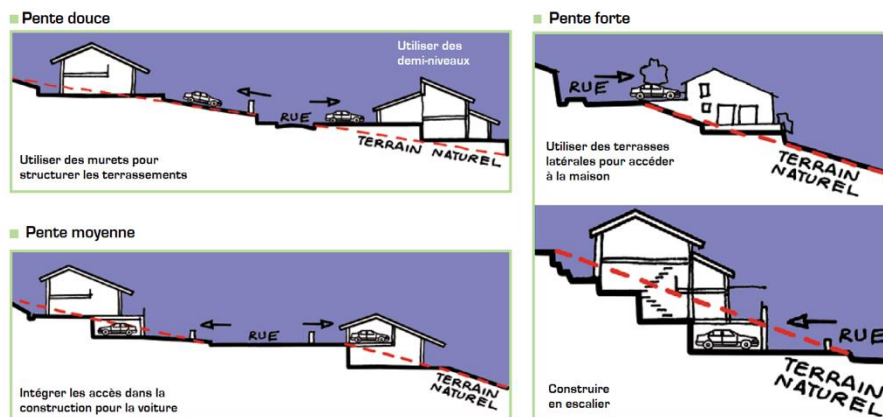 Pente douce
Utiliser des
demi-niveaux
RUE
TERRAIN NATUREL
Utiliser des murets pour
structurer les terrassements
Pente moyenne
RUE
TERRAIN
NATUREL
Intégrer les accès dans la
construction pour la voiture
Pente forte
RUE
Utiliser des terrasses
latérales pour accéder
à la maison
TERRAIN
NATUREL
RUE
TERRAIN
NATUREL
Construire
en escalier